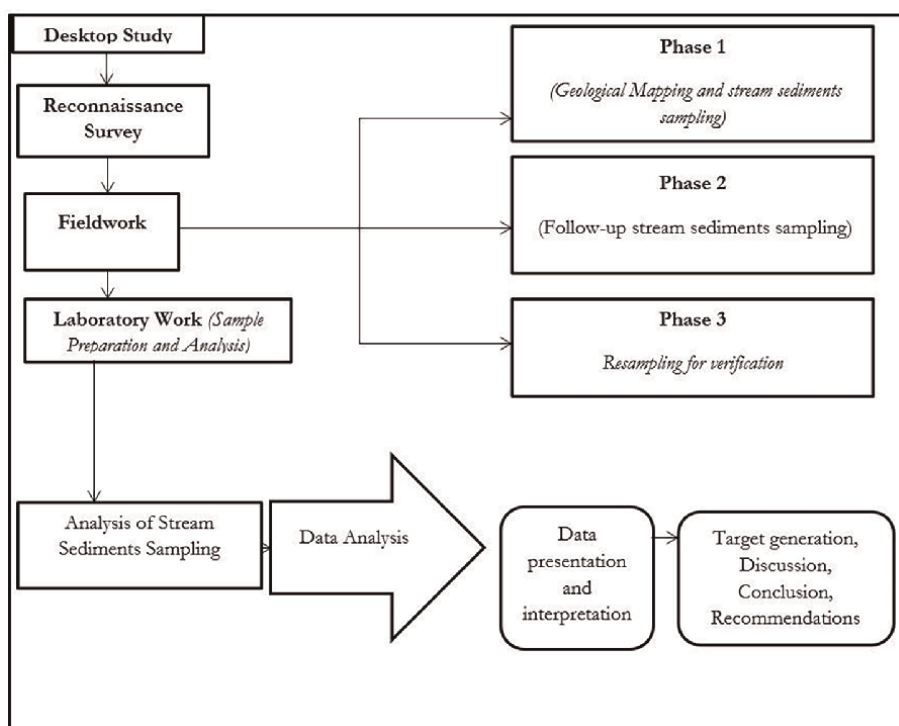 Desktop Study
Reconnaissance
Survey
Fieldwork
Laboratory Work (Sample
Preparation and Analysis)
Phase 1
(Geological Mapping and stream sediments
sampling)
Phase 2
(Follow-up stream sediments sampling)
Phase 3
Resampling for verification
Analysis of Stream
Sediments Sampling
Data Analysis
Data
presentation
and
interpretation
Target generation,
Discussion,
Conclusion,
Recommendations